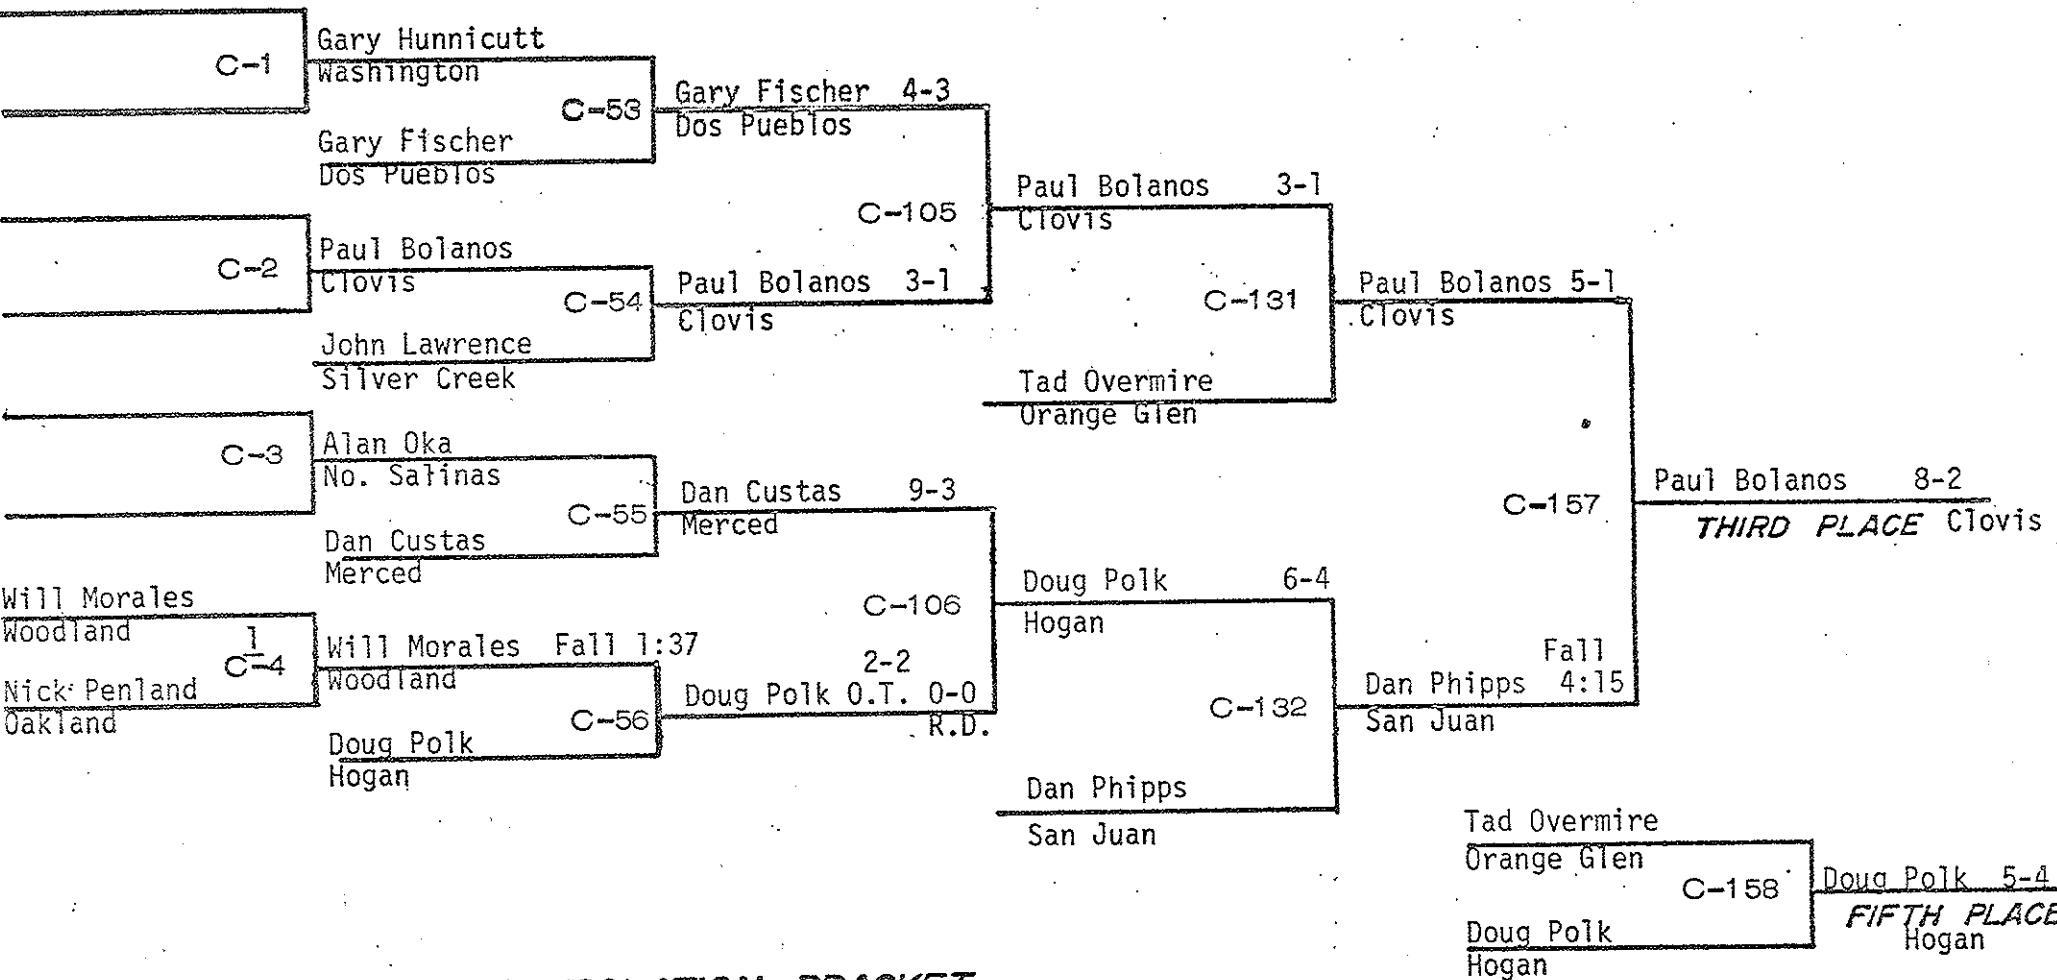 C-1
Gary Hunnicutt
Washington
C-53
Gary Fischer
Dos Pueblos
Gary Fischer 4-3
Dos Pueblos
C-2
Paul Bolanos
Clovis
C-54
John Lawrence
Silver Creek
Paul Bolanos 3-1
Clovis
C-105
Paul Bolanos 3-1
Clovis
C-131
Tad Overmire
Orange Glen
Paul Bolanos 5-1
Clovis
C-3
Alan Oka
No. Salinas
C-55
Dan Custas
Merced
Dan Custas 9-3
Merced
Will Morales
Woodland
1
C-4
Nick Penland
Oakland
Will Morales Fall 1:37
Woodland
C-56
Doug Polk
Hogan
2-2
Doug Polk O.T. 0-0
R.D.
C-106
Doug Polk 6-4
Hogan
C-132
Dan Phipps
San Juan
Fall
Dan Phipps 4:15
San Juan
C-157
Paul Bolanos 8-2
THIRD PLACE Clovis
Tad Overmire
Orange Glen
C-158
Doug Polk
Hogan
Doug Polk 5-4
FIFTH PLACE
Hogan
BRACKET